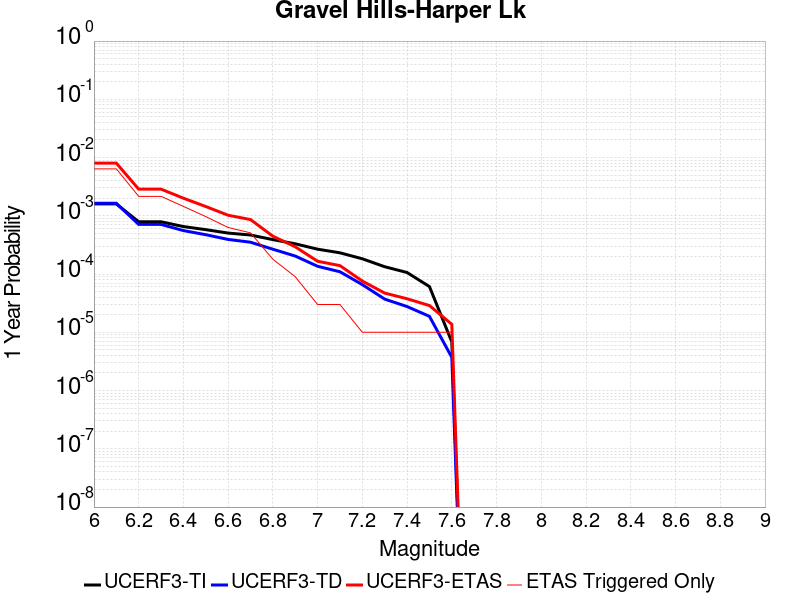 Gravel Hills-Harper Lk
10^0
10^-1
10^-2
10^-3
10^-4
10^-5
10^-6
10^-7
10^-8
1 Year Probability
6 6.2 6.4 6.6 6.8 7 7.2 7.4 7.6 7.8 8 8.2 8.4 8.6 8.8 9
Magnitude
UCERF3-TI UCERF3-TD UCERF3-ETAS ETAS Triggered Only